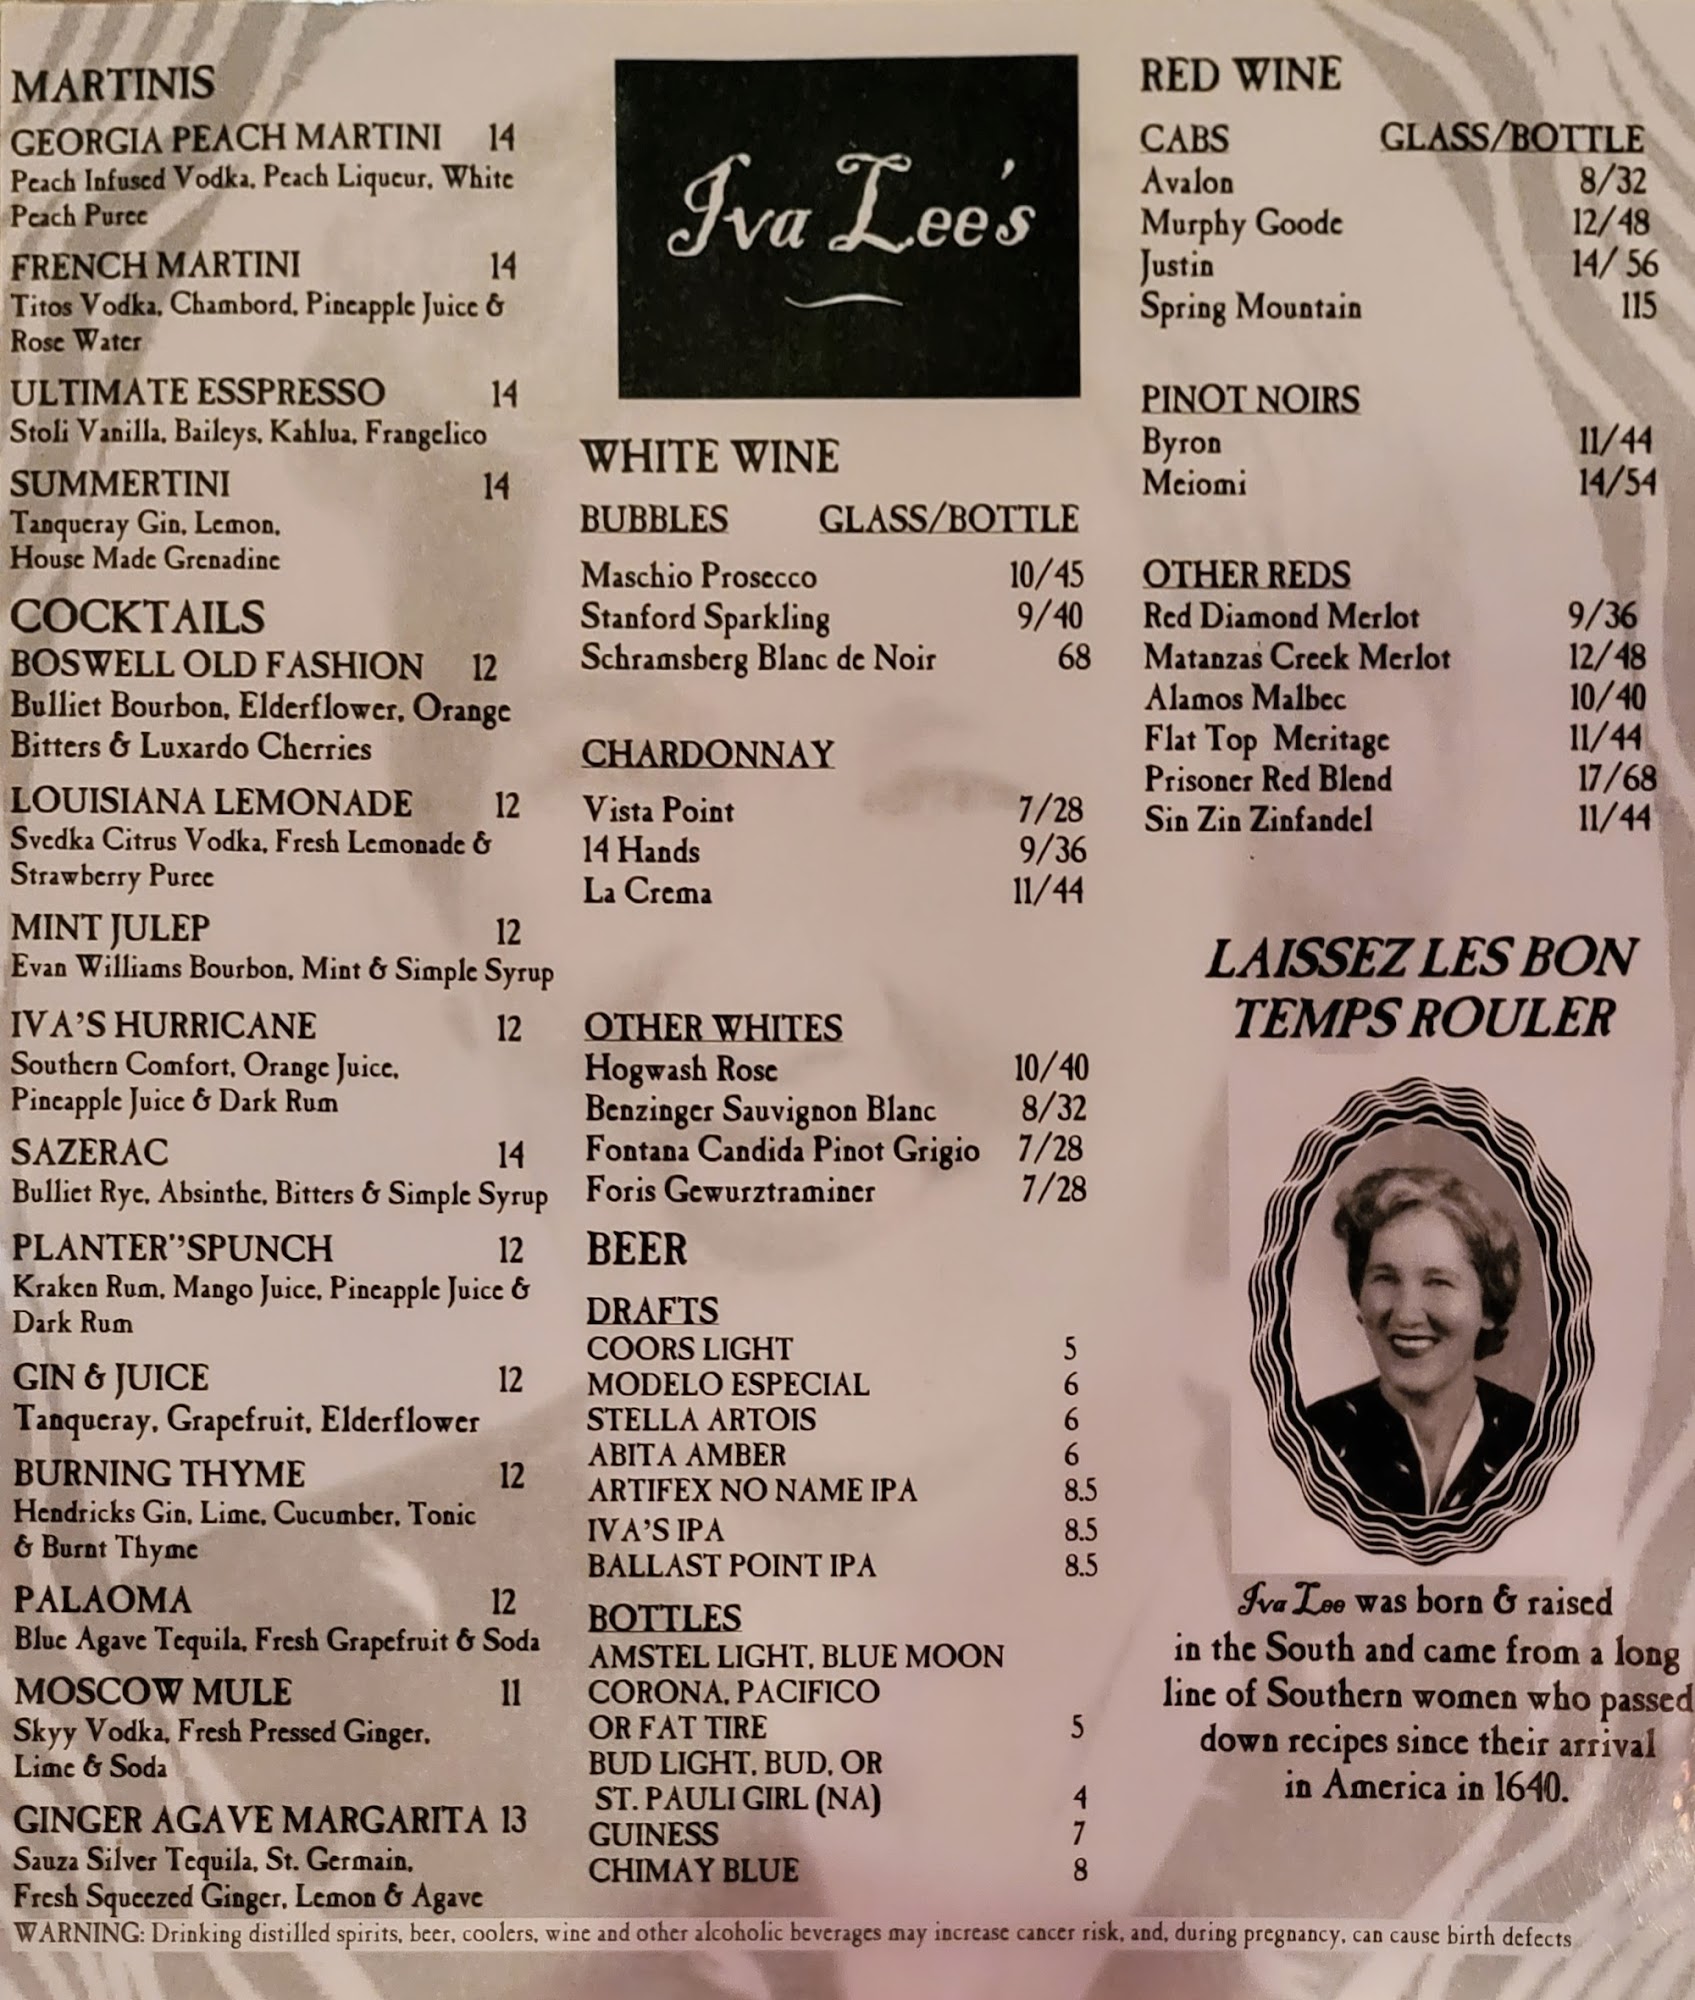 MARTINIS
GEORGIA PEACH MARTINI 14
Peach Infused Vodka, Peach Liqueur, White
Peach Puree
FRENCH MARTINI 14
Titos Vodka, Chambord, Pineapple Juice &
Rose Water
ULTIMATE ESSPRESSO 14
Stoli Vanilla, Baileys, Kahlua, Frangelico
SUMMERTINI 14
Tanqueray Gin, Lemon,
House Made Grenadine
COCKTAILS
BOSWELL OLD FASHION 12
Bulliet Bourbon, Elderflower, Orange
Bitters & Luxardo Cherries
LOUISIANA LEMONADE 12
Svedka Citrus Vodka, Fresh Lemonade &
Strawberry Puree
MINT JULEP 12
Evan Williams Bourbon, Mint & Simple Syrup
IVA'S HURRICANE 12
Southern Comfort, Orange Juice,
Pineapple Juice & Dark Rum
SAZERAC 14
Bulliet Rye, Absinthe, Bitters & Simple Syrup
PLANTER"'SPUNCH 12
Kraken Rum, Mango Juice, Pineapple Juice &
Dark Rum
GIN & JUICE 12
Tanqueray, Grapefruit, Elderflower
BURNING THYME 12
Hendricks Gin, Lime, Cucumber, Tonic
& Burnt Thyme
PALAOMA 12
Blue Agave Tequila, Fresh Grapefruit & Soda
MOSCOW MULE 11
Skyy Vodka, Fresh Pressed Ginger,
Lime & Soda
GINGER AGAVE MARGARITA 13
Sauza Silver Tequila, St. Germain,
Fresh Squeezed Ginger, Lemon & Agave
Iva Lee's
WHITE WINE
BUBBLES GLASS/BOTTLE
Maschio Prosecco 10/45
Stanford Sparkling 9/40
Schramsberg Blanc de Noir 68
CHARDONNAY
Vista Point 7/28
14 Hands 9/36
La Crema 11/44
OTHER WHITES
Hogwash Rose 10/40
Benzinger Sauvignon Blanc 8/32
Fontana Candida Pinot Grigio 7/28
Foris Gewurztraminer 7/28
BEER
DRAFTS
COORS LIGHT 5
MODELO ESPECIAL 6
STELLA ARTOIS 6
ABITA AMBER 6
ARTIFEX NO NAME IPA 8.5
IVA'S IPA 8.5
BALLAST POINT IPA 8.5
BOTTLES
AMSTEL LIGHT, BLUE MOON
CORONA, PACIFICO
OR FAT TIRE 5
BUD LIGHT, BUD, OR
ST. PAULI GIRL (NA) 4
GUINESS 7
CHIMAY BLUE 8
RED WINE
CABS GLASS/BOTTLE
Avalon 8/32
Murphy Goode 12/48
Justin 14/ 56
Spring Mountain 115
PINOT NOIRS
Byron 11/44
Meiomi 14/54
OTHER REDS
Red Diamond Merlot 9/36
Matanzas Creek Merlot 12/48
Alamos Malbec 10/40
Flat Top Meritage 11/44
Prisoner Red Blend 17/68
Sin Zin Zinfandel 11/44
LAISSEZ LES BON
TEMPS ROULER
Iva Lee was born & raised
in the South and came from a long
line of Southern women who passed
down recipes since their arrival
in America in 1640.
WARNING: Drinking distilled spirits, beer, coolers, wine and other alcoholic beverages may increase cancer risk, and, during pregnancy, can cause birth defects